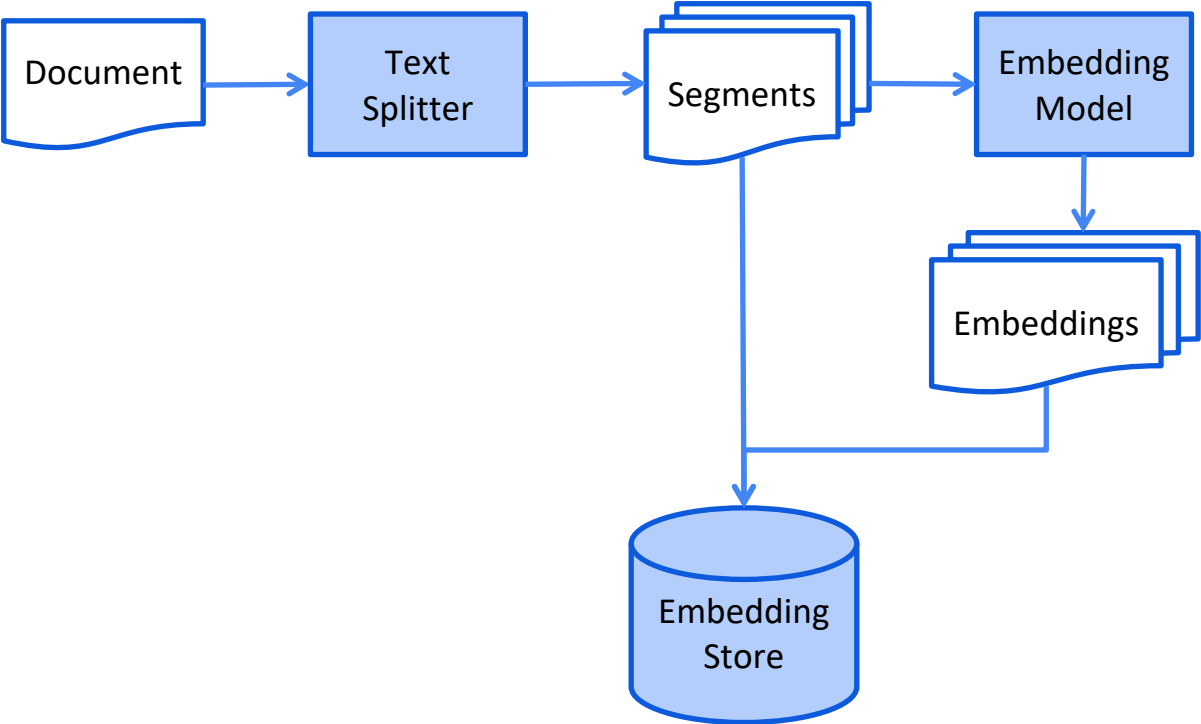 Document
Text
Splitter
Segments
Embedding
Model
Embeddings
Embedding
Store